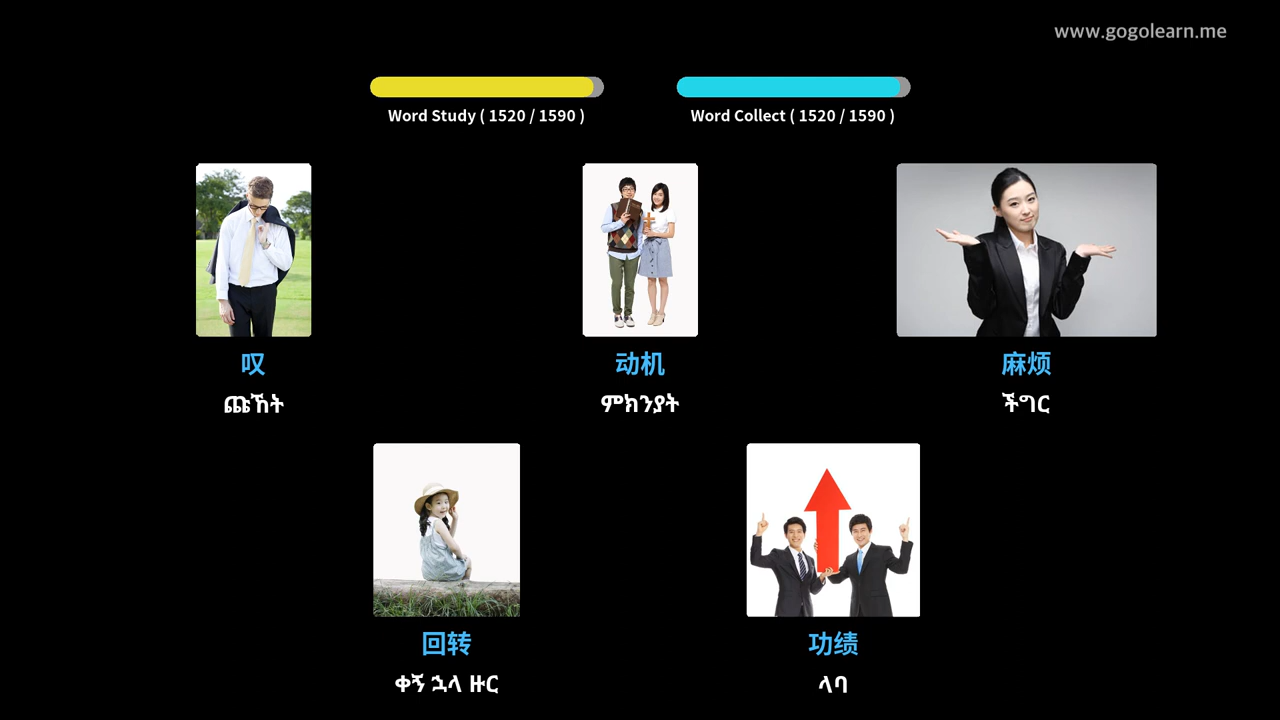 www.gogolearn.me
Word Study ( 1520 / 1590 )
Word Collect ( 1520 / 1590 )
叹
ጩኸት
动机
ምክንያት
麻烦
ችግር
回转
ቀኝ ኋላ ዙር
功绩
ላባ